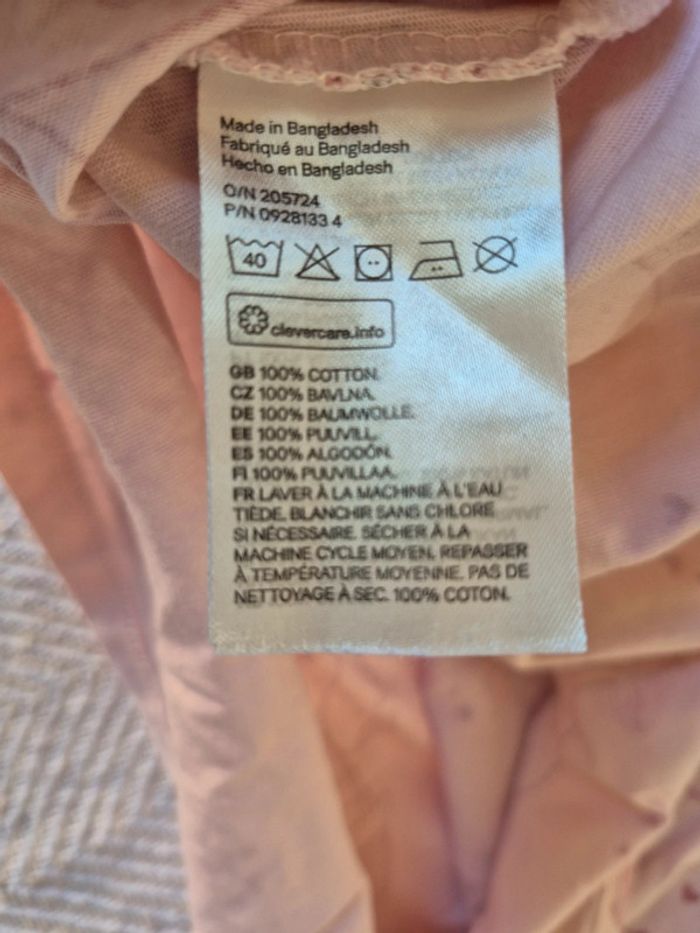 Made in Bangladesh
Fabriqué au Bangladesh
Hecho en Bangladesh
O/N 205724
P/N 0928133 4
40
clevercare.info
GB 100% COTTON.
CZ 100% BAVLNA.
DE 100% BAUMWOLLE.
EE 100% PUUVILL.
ES 100% ALGODÓN.
FI 100% PUUVILLAA.
FR LAVER À LA MACHINE À L'EAU
TIÈDE. BLANCHIR SANS CHLORE
SI NÉCESSAIRE. SÉCHER À LA
MACHINE CYCLE MOYEN. REPASSER
À TEMPÉRATURE MOYENNE. PAS DE
NETTOYAGE À SEC. 100% COTON.